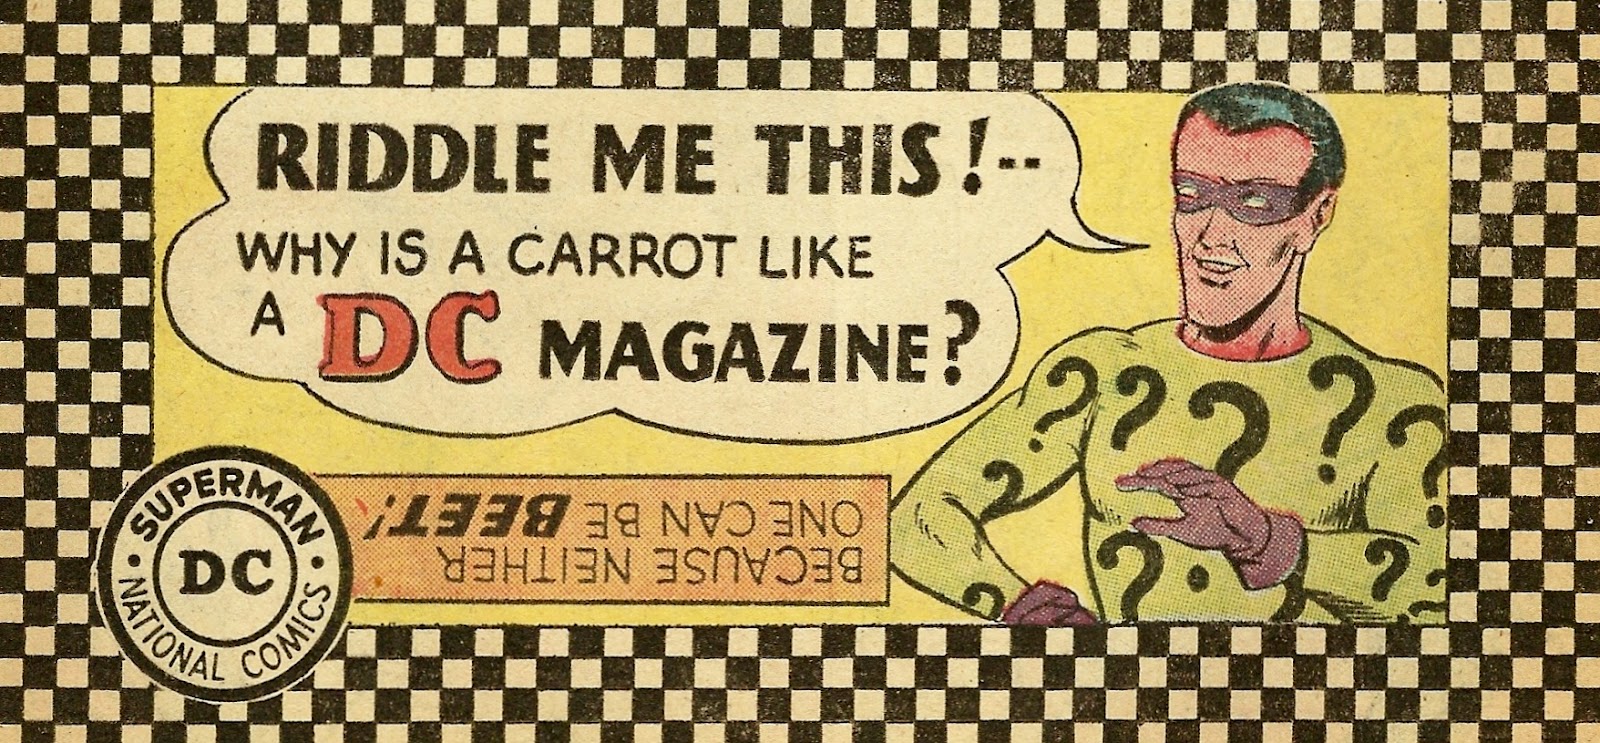 RIDDLE ME THIS!--
WHY IS A CARROT LIKE
A DC MAGAZINE?
BECAUSE NEITHER
ONE CAN BE BEET!
SUPERMAN
DC
NATIONAL COMICS